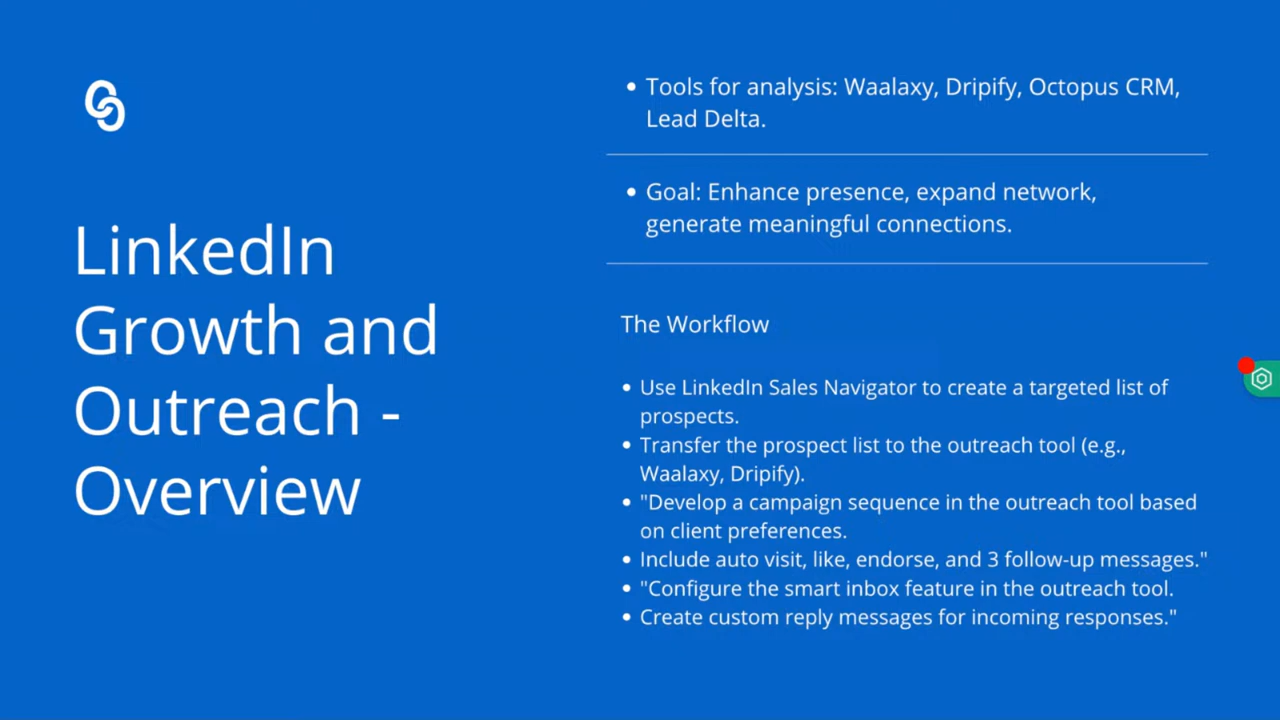 LinkedIn
Growth and
Outreach -
Overview
• Tools for analysis: Waalaxy, Dripify, Octopus CRM,
Lead Delta.
• Goal: Enhance presence, expand network,
generate meaningful connections.
The Workflow
• Use LinkedIn Sales Navigator to create a targeted list of
prospects.
• Transfer the prospect list to the outreach tool (e.g.,
Waalaxy, Dripify).
• "Develop a campaign sequence in the outreach tool based
on client preferences.
• Include auto visit, like, endorse, and 3 follow-up messages."
• "Configure the smart inbox feature in the outreach tool.
• Create custom reply messages for incoming responses."